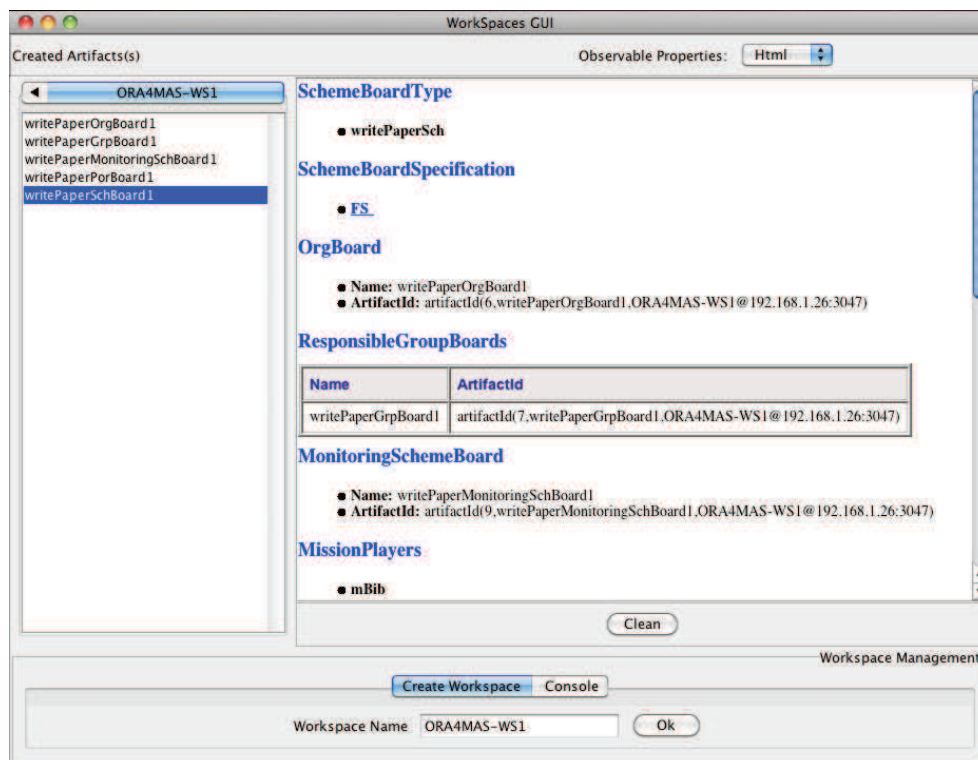 WorkSpaces GUI
Created Artifacts(s)
Observable Properties: Html
ORA4MAS-WS1
writePaperOrgBoard1
writePaperGrpBoard1
writePaperMonitoringSchBoard1
writePaperPorBoard1
writePaperSchBoard1
SchemeBoardType
writePaperSch
SchemeBoardSpecification
FS
OrgBoard
Name: writePaperOrgBoard1
ArtifactId: artifactId(6,writePaperOrgBoard1,ORA4MAS-WS1@192.168.1.26:3047)
ResponsibleGroupBoards
Name ArtifactId
writePaperGrpBoard1 artifactId(7,writePaperGrpBoard1,ORA4MAS-WS1@192.168.1.26:3047)
MonitoringSchemeBoard
Name: writePaperMonitoringSchBoard1
ArtifactId: artifactId(9,writePaperMonitoringSchBoard1,ORA4MAS-WS1@192.168.1.26:3047)
MissionPlayers
mBib
Clean
Workspace Management
Create Workspace Console
Workspace Name ORA4MAS-WS1 Ok